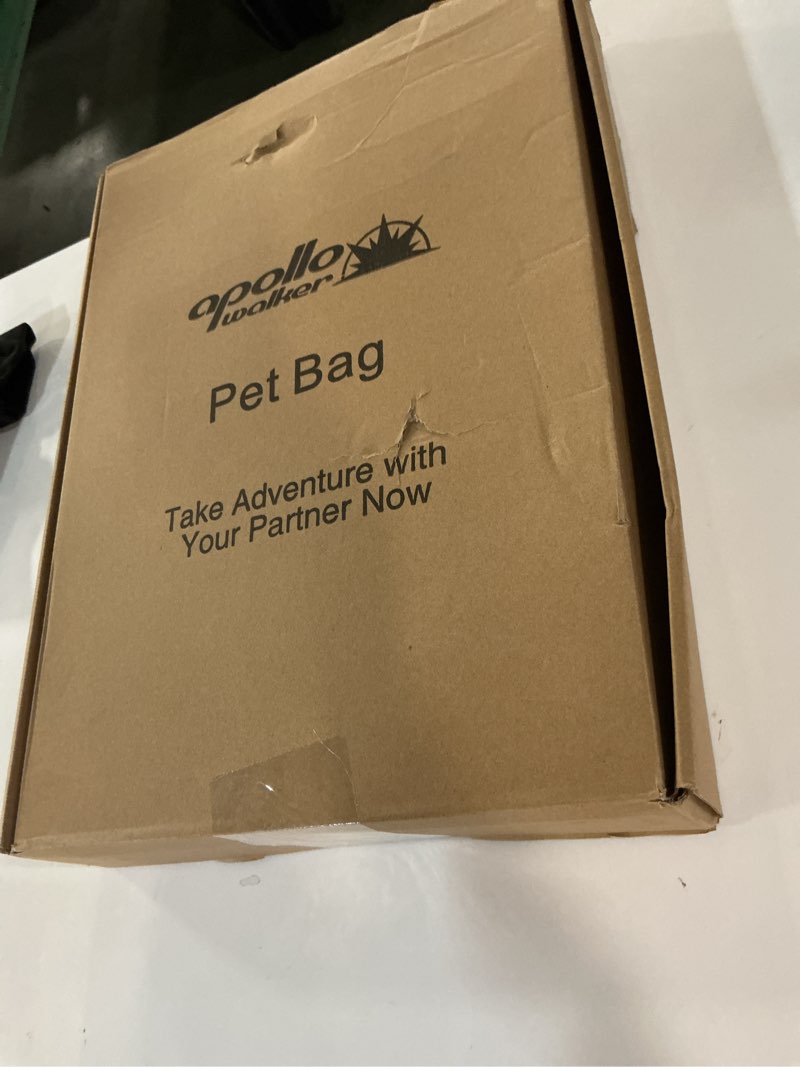 apollo
walker
Pet Bag
Take Adventure with
Your Partner Now